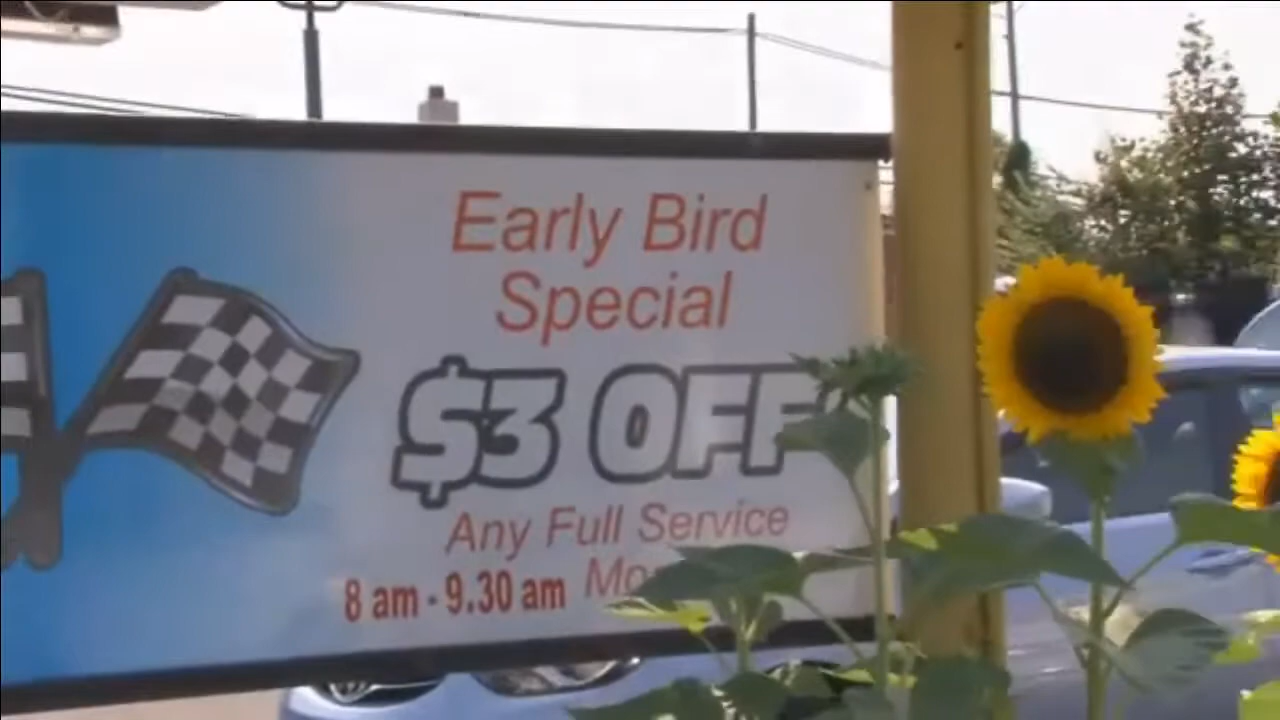 Early Bird
Special
$3 OFF
Any Full Service
8 am - 9.30 am